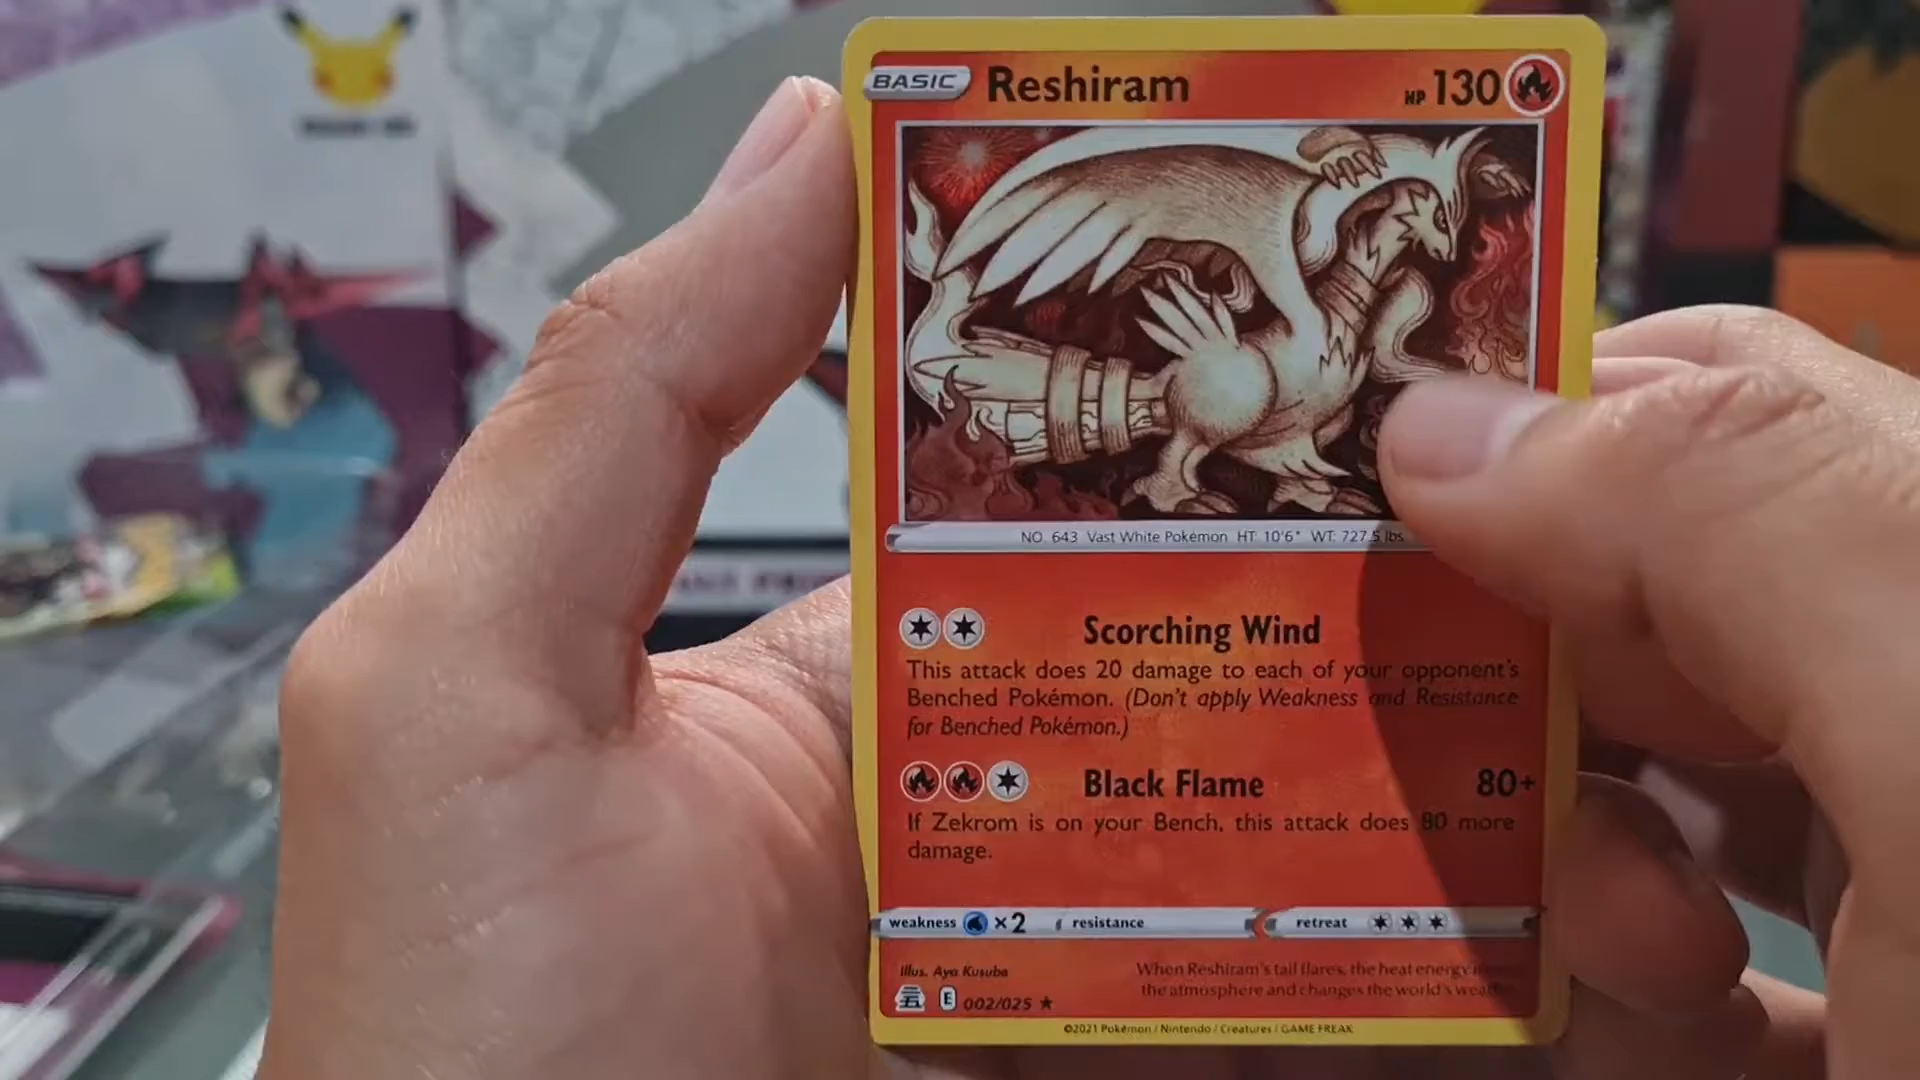 BASIC Reshiram HP 130
NO. 643 Vast White Pokémon HT: 10'6" WT: 727.5 lbs
Scorching Wind
This attack does 20 damage to each of your opponent's
Benched Pokémon. (Don't apply Weakness and Resistance
for Benched Pokémon.)
Black Flame 80+
If Zekrom is on your Bench, this attack does 80 more
damage.
weakness ×2 resistance retreat
Illus. Aya Kusube
When Reshiram's tail flares, the heat energy
the atmosphere and changes the world's
E 002/025 ★
©2021 Pokémon / Nintendo / Creatures / GAME FREAK